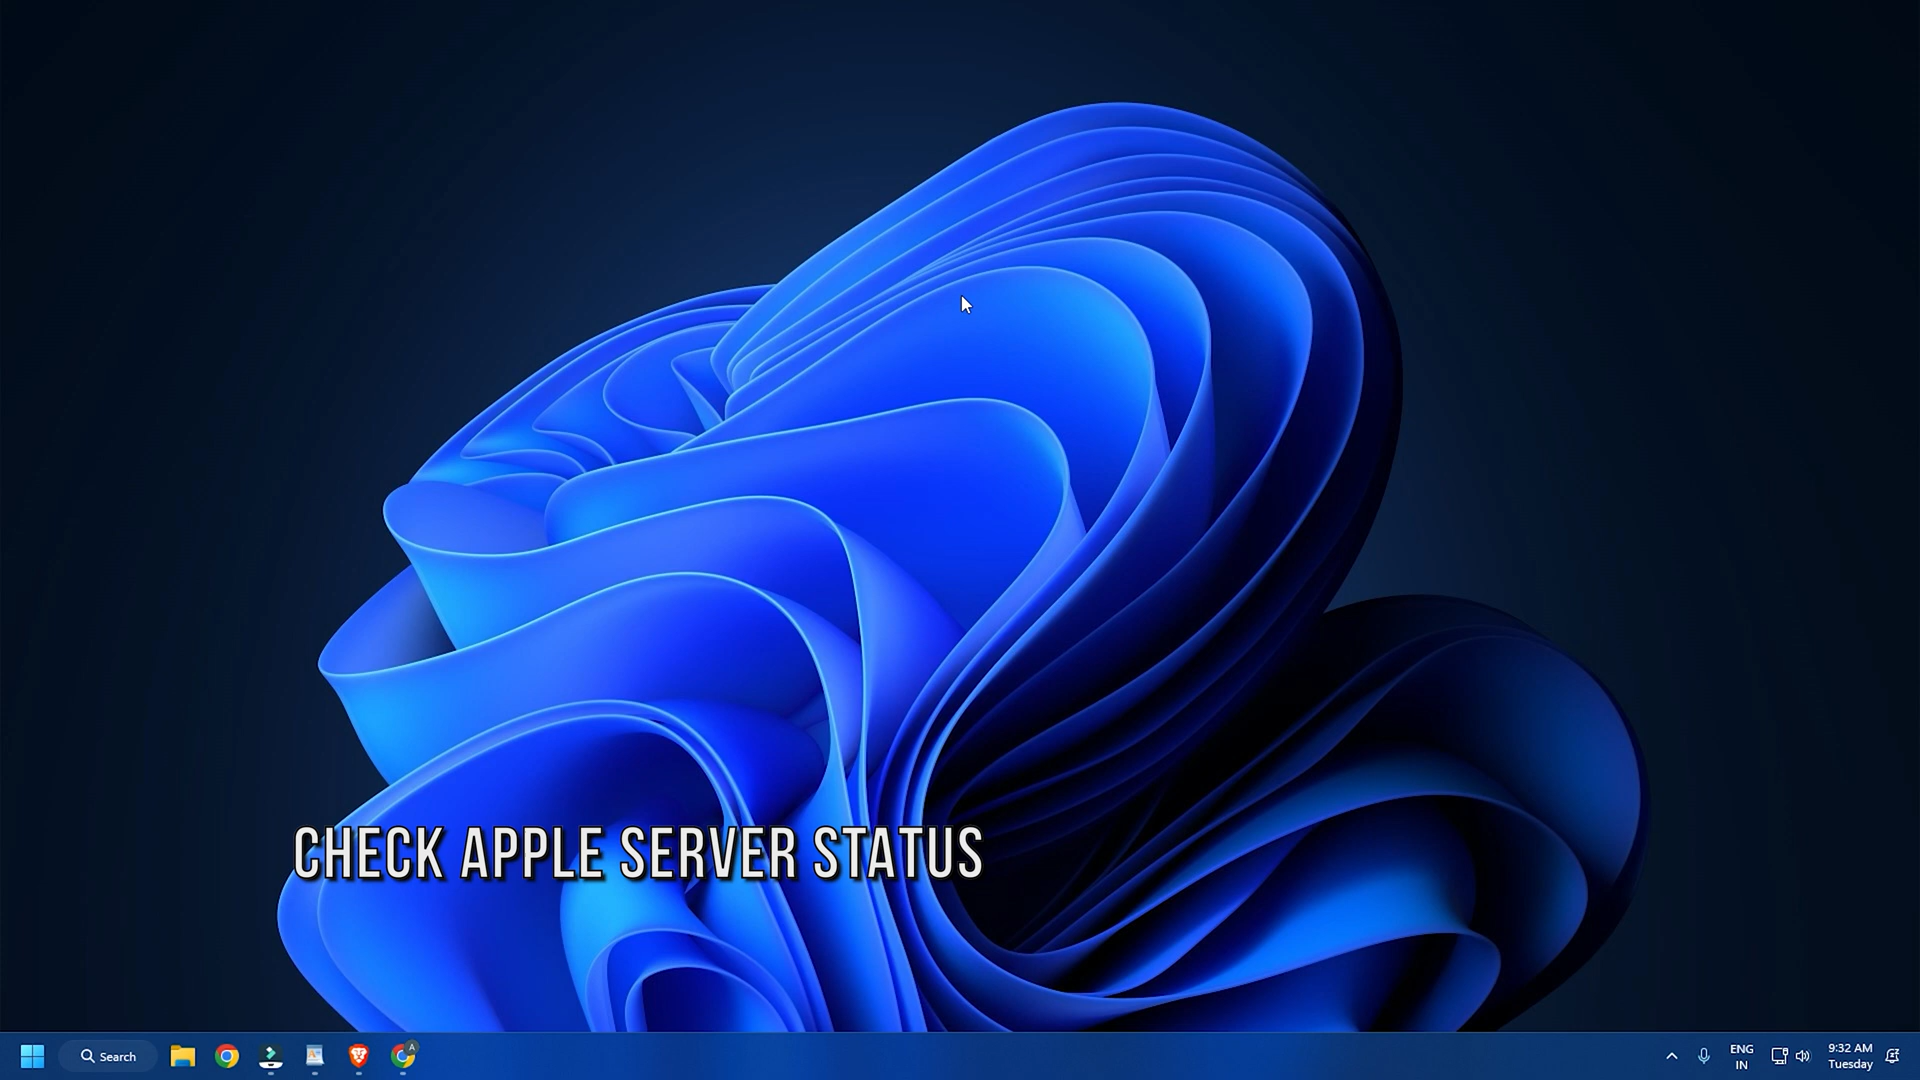 CHECK APPLE SERVER STATUS
Search
A
ENG
IN
9:32 AM
Tuesday